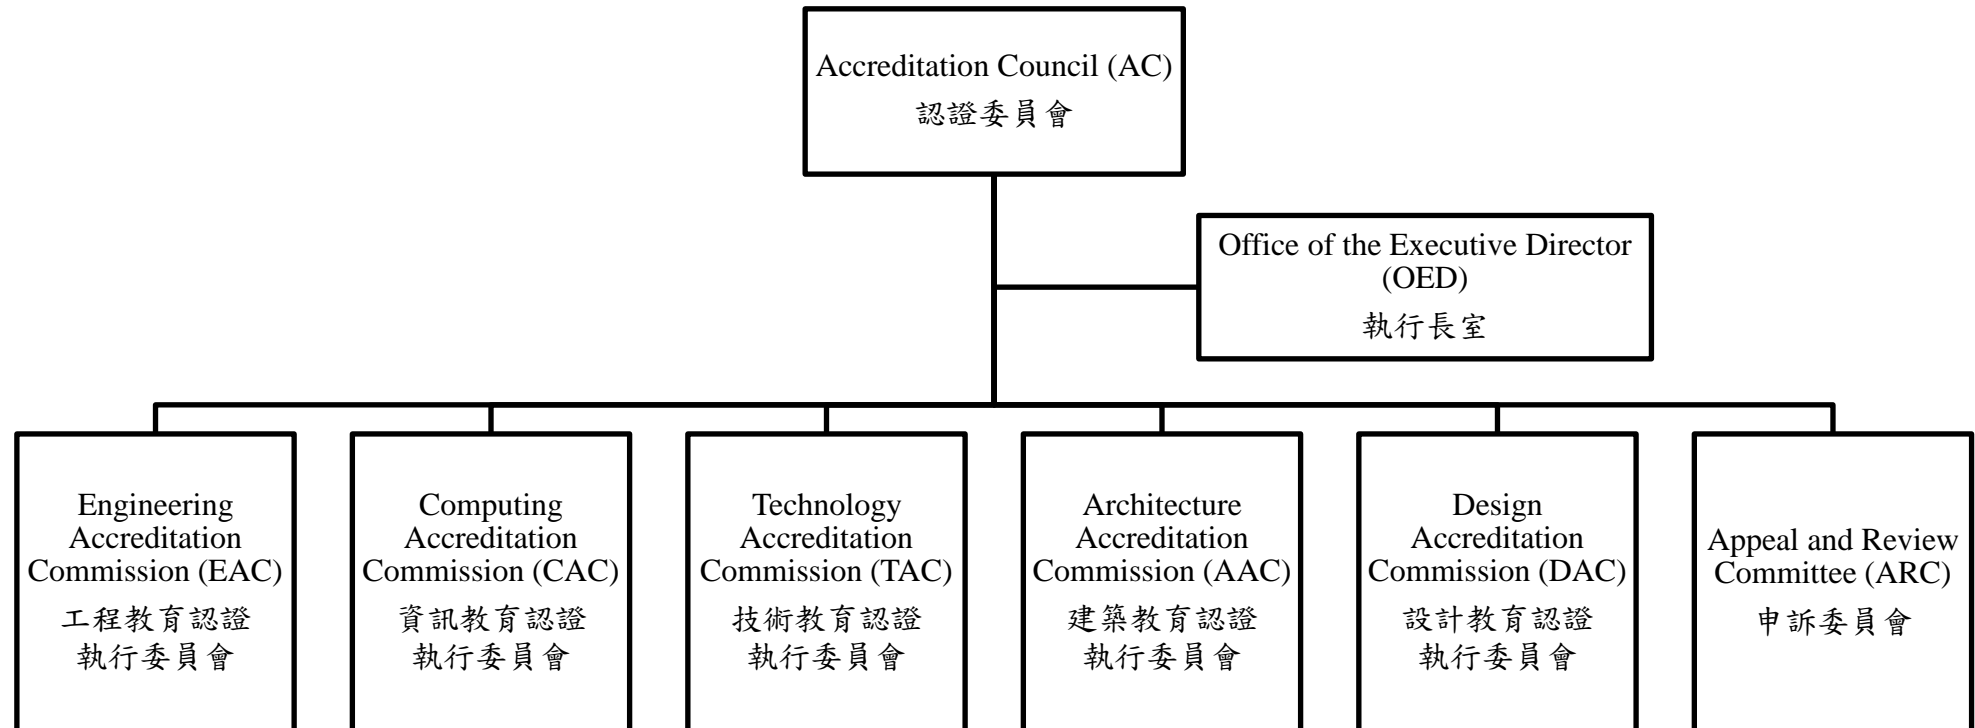 Accreditation Council (AC)
認證委員會
Office of the Executive Director
(OED)
執行長室
Engineering
Accreditation
Commission (EAC)
工程教育認證
執行委員會
Computing
Accreditation
Commission (CAC)
資訊教育認證
執行委員會
Technology
Accreditation
Commission (TAC)
技術教育認證
執行委員會
Architecture
Accreditation
Commission (AAC)
建築教育認證
執行委員會
Design
Accreditation
Commission (DAC)
設計教育認證
執行委員會
Appeal and Review
Committee (ARC)
申訴委員會